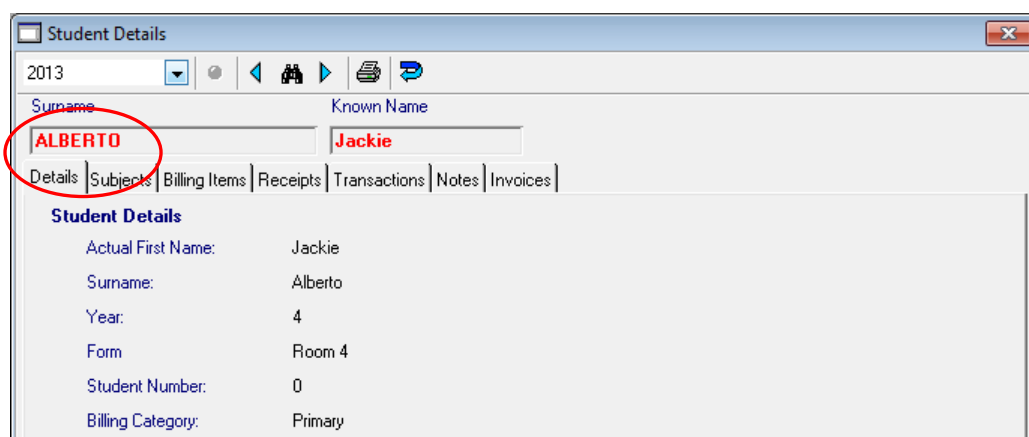 Student Details
2013
Surname Known Name
ALBERTO Jackie
Details Subjects Billing Items Receipts Transactions Notes Invoices
Student Details
Actual First Name: Jackie
Surname: Alberto
Year: 4
Form Room 4
Student Number: 0
Billing Category: Primary